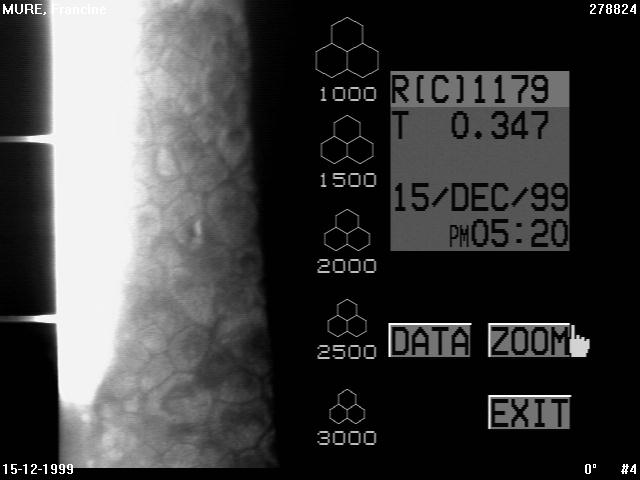 MURE, Francine
278824
1000
1500
2000
2500
3000
R[C]1179
T 0.347
15/DEC/99
PM05:20
DATA
ZOOM
EXIT
15-12-1999
0° #4